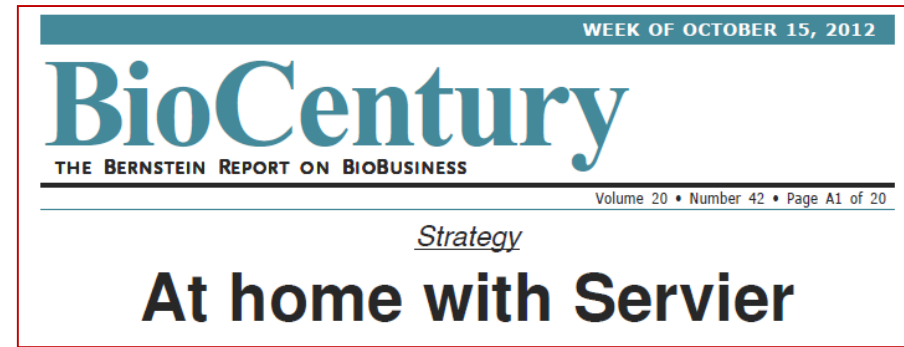 WEEK OF OCTOBER 15, 2012
BioCentury
THE BERNSTEIN REPORT ON BIOBUSINESS
Volume 20 • Number 42 • Page A1 of 20
Strategy
At home with Servier